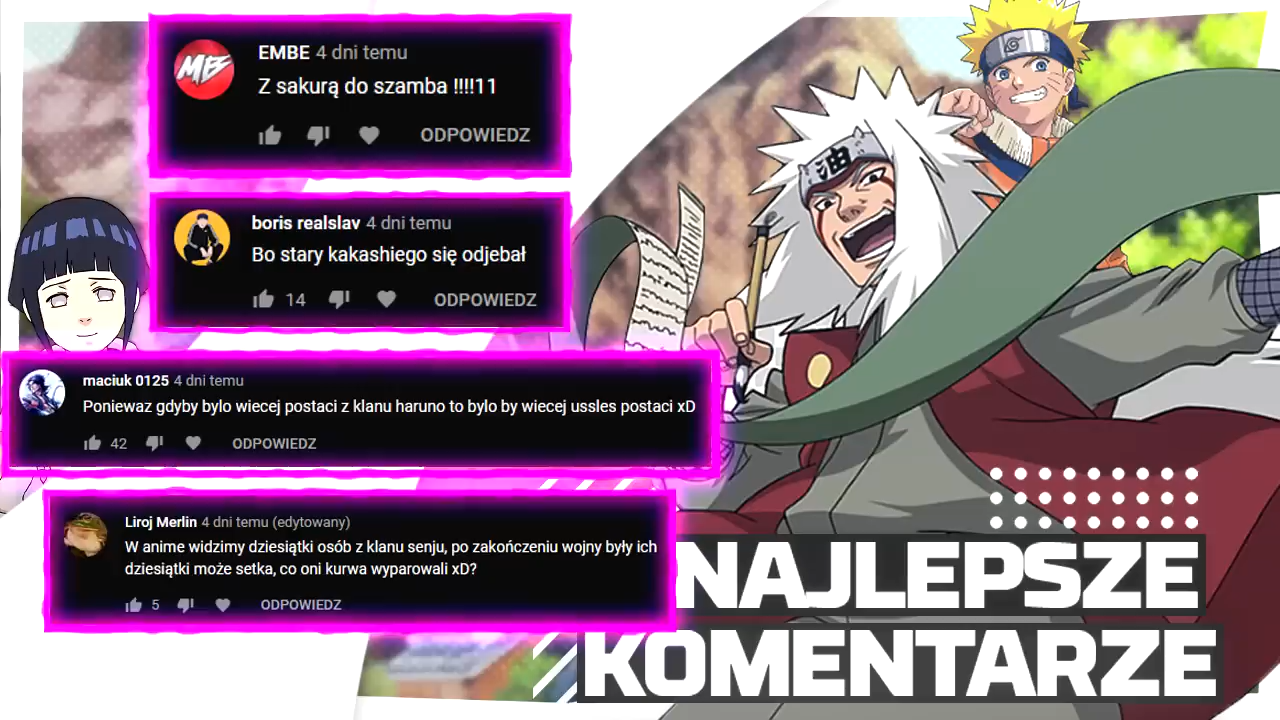 MB
EMBE 4 dni temu
Z sakurą do szamba !!!!11
ODPOWIEDZ
boris realslav 4 dni temu
Bo stary kakashiego się odjebał
14 ODPOWIEDZ
maciuk 0125 4 dni temu
Poniewaz gdyby bylo wiecej postaci z klanu haruno to bylo by wiecej ussles postaci xD
42 ODPOWIEDZ
Liroj Merlin 4 dni temu (edytowany)
W anime widzimy dziesiątki osób z klanu senju, po zakończeniu wojny były ich
dziesiątki może setka, co oni kurwa wyparowali xD?
5 ODPOWIEDZ
油
NAJLEPSZE
KOMENTARZE